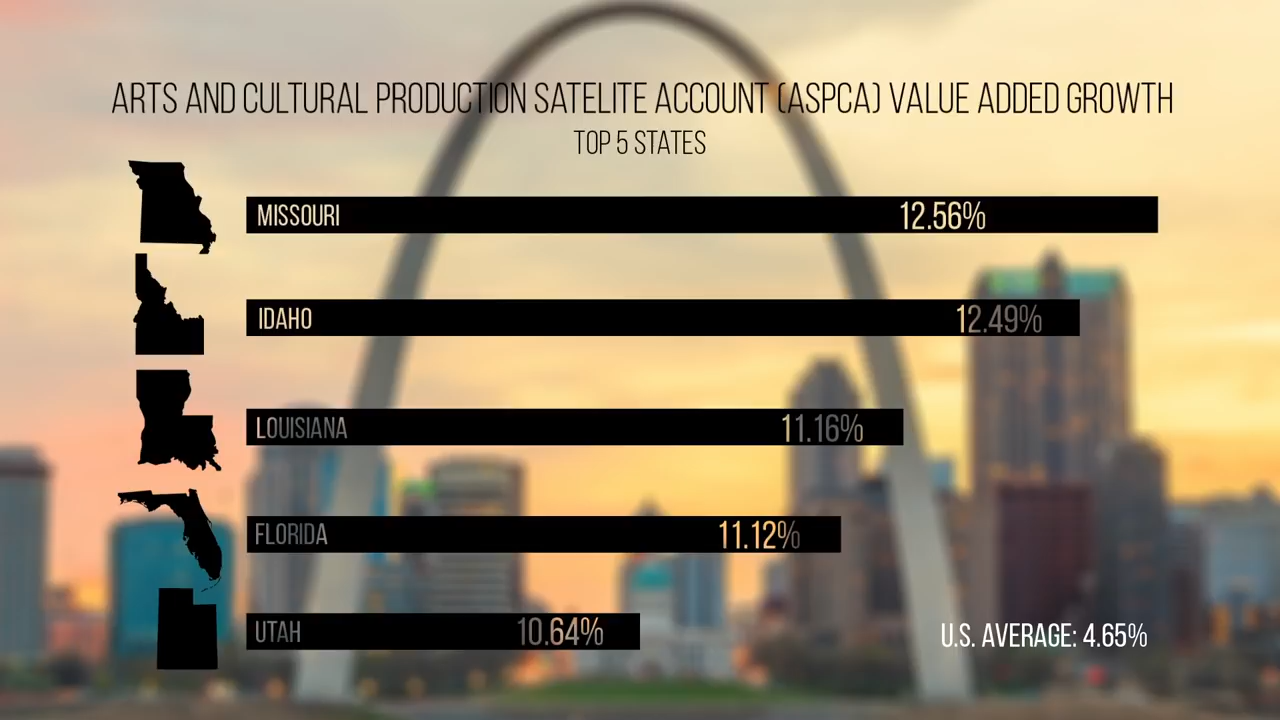 ARTS AND CULTURAL PRODUCTION SATELITE ACCOUNT (ASPCA) VALUE ADDED GROWTH
TOP 5 STATES
MISSOURI 12.56%
IDAHO 12.49%
LOUISIANA 11.16%
FLORIDA 11.12%
UTAH 10.64%
U.S. AVERAGE: 4.65%